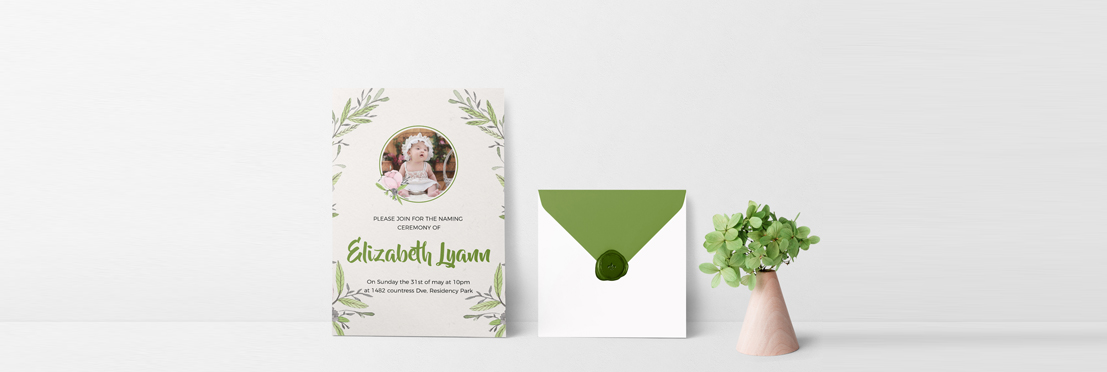 PLEASE JOIN FOR THE NAMING
CEREMONY OF
Elizabeth Lyann
On Sunday the 31st of may at 10pm
at 1482 countress Dve. Residency Park